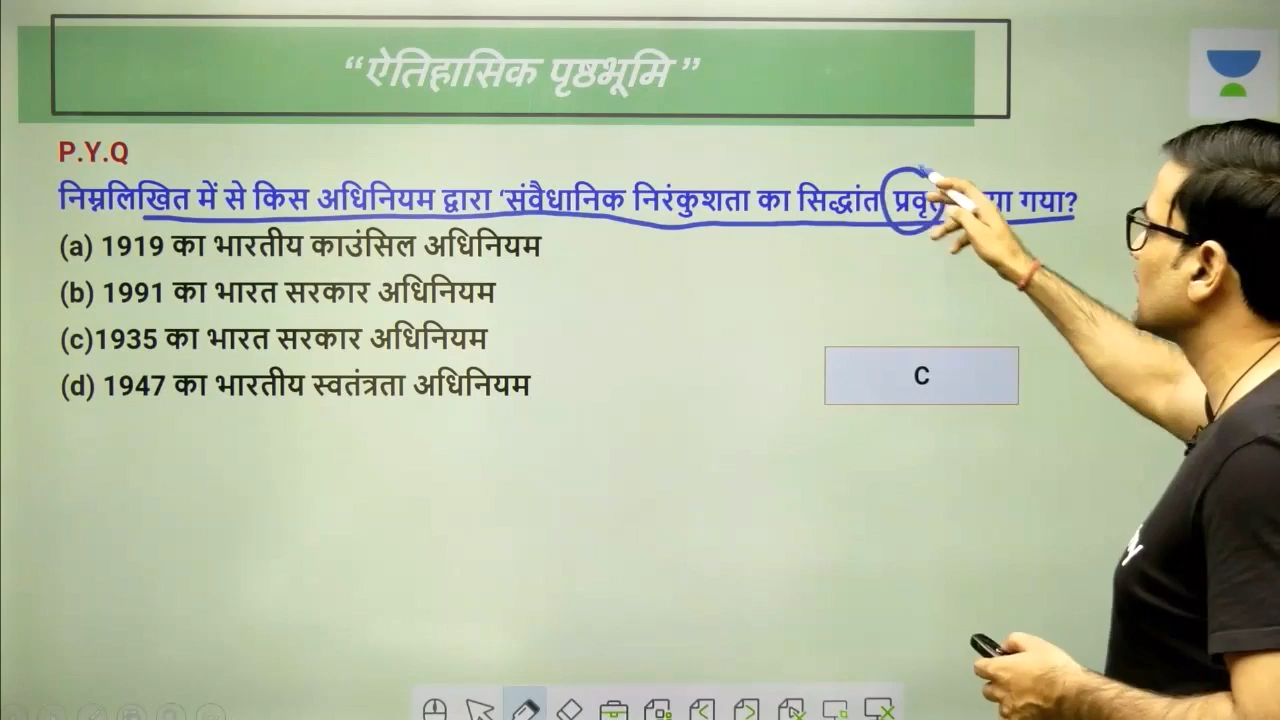 “ऐतिहासिक पृष्ठभूमि”
P.Y.Q
निम्नलिखित में से किस अधिनियम द्वारा ‘संवैधानिक निरंकुशता का सिद्धांत गया?
(a) 1919 का भारतीय काउंसिल अधिनियम
(b) 1991 का भारत सरकार अधिनियम
(c)1935 का भारत सरकार अधिनियम
(d) 1947 का भारतीय स्वतंत्रता अधिनियम
C